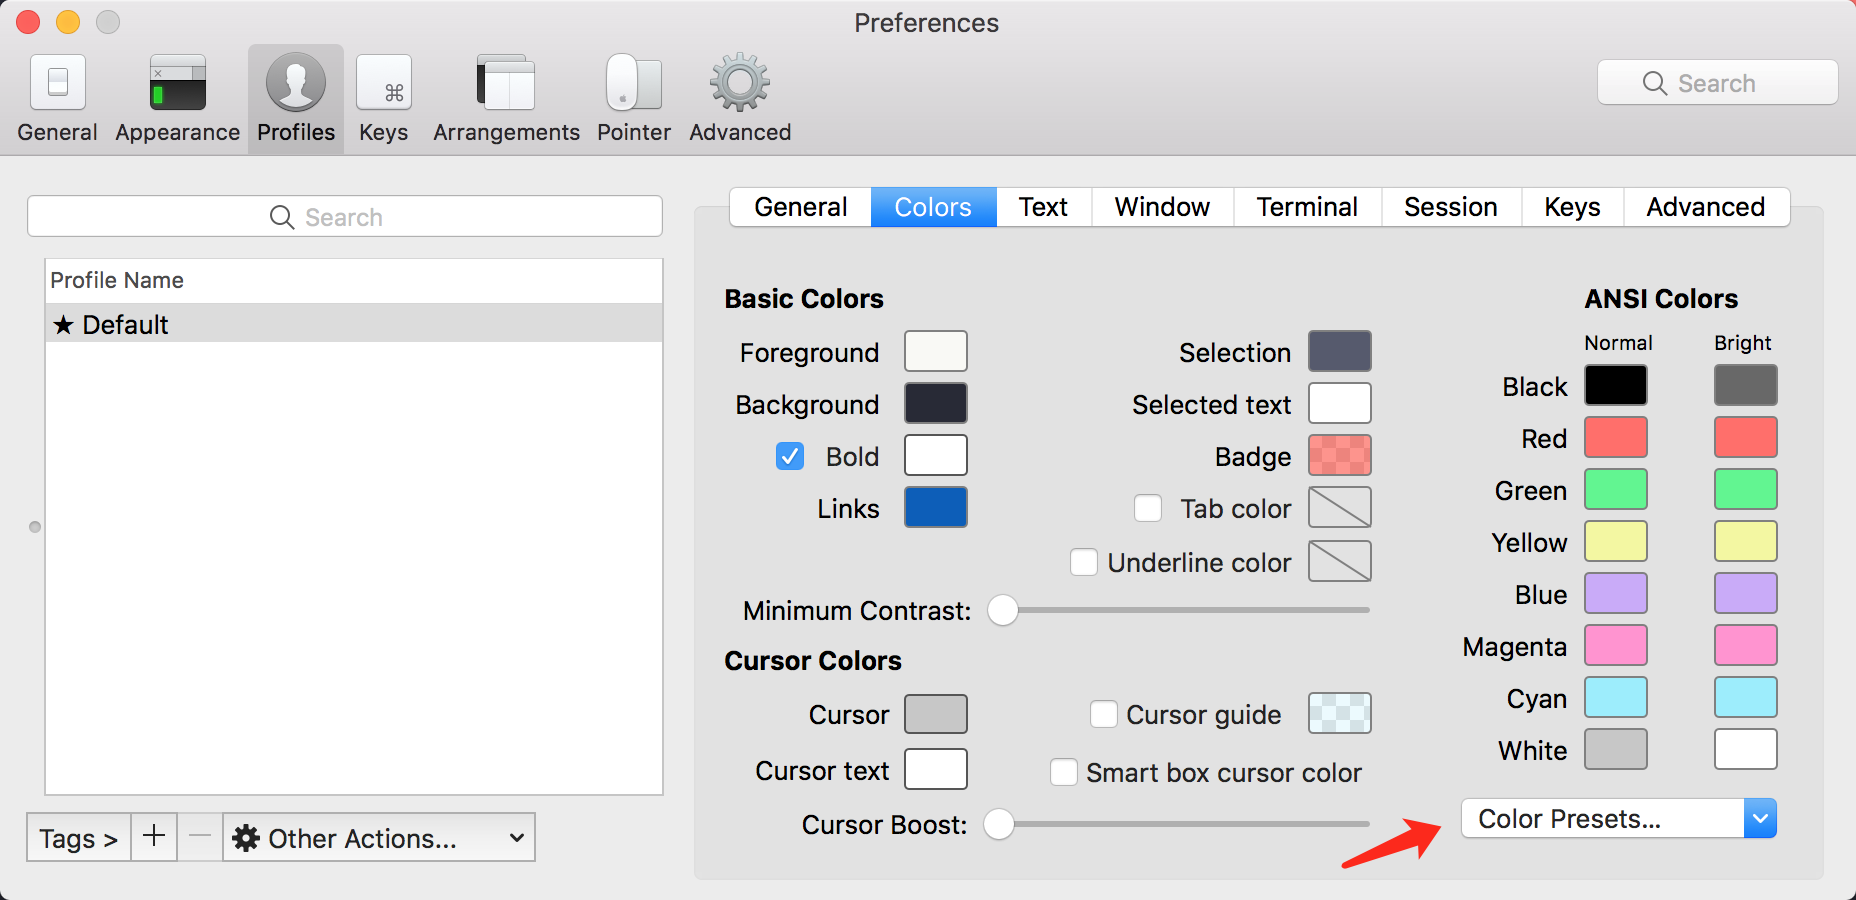 Preferences
General Appearance Profiles Keys Arrangements Pointer Advanced
Search
Search
Profile Name
★ Default
Tags > + − Other Actions...
General Colors Text Window Terminal Session Keys Advanced
Basic Colors
Foreground
Background
Bold
Links
Selection
Selected text
Badge
Tab color
Underline color
Minimum Contrast:
Cursor Colors
Cursor
Cursor text
Cursor guide
Smart box cursor color
Cursor Boost:
ANSI Colors
Normal Bright
Black
Red
Green
Yellow
Blue
Magenta
Cyan
White
Color Presets...